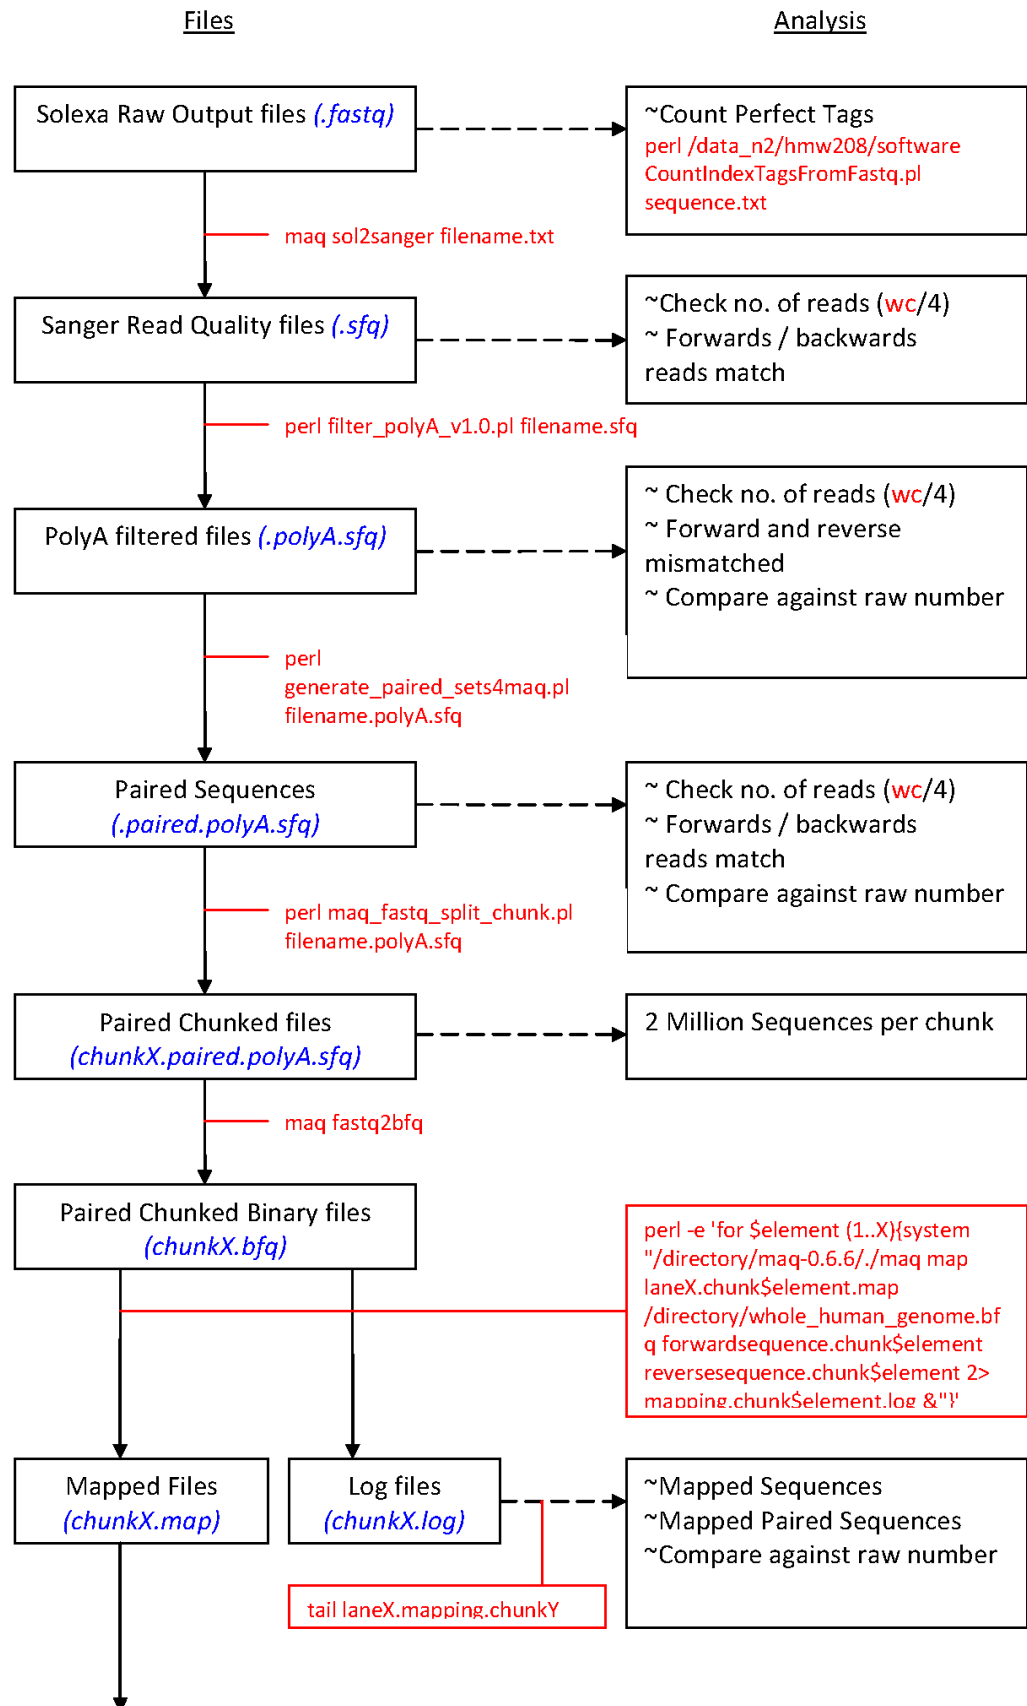 Files
Analysis
Solexa Raw Output files (.fastq)
~Count Perfect Tags
perl /data_n2/hmw208/software
CountIndexTagsFromFastq.pl
sequence.txt
maq sol2sanger filename.txt
Sanger Read Quality files (.sfq)
~Check no. of reads (wc/4)
~ Forwards / backwards
reads match
perl filter_polyA_v1.0.pl filename.sfq
PolyA filtered files (.polyA.sfq)
~ Check no. of reads (wc/4)
~ Forward and reverse
mismatched
~ Compare against raw number
perl
generate_paired_sets4maq.pl
filename.polyA.sfq
Paired Sequences
(.paired.polyA.sfq)
~ Check no. of reads (wc/4)
~ Forwards / backwards
reads match
~ Compare against raw number
perl maq_fastq_split_chunk.pl
filename.polyA.sfq
Paired Chunked files
(chunkX.paired.polyA.sfq)
2 Million Sequences per chunk
maq fastq2bfq
Paired Chunked Binary files
(chunkX.bfq)
perl -e 'for $element (1..X){system
"/directory/maq-0.6.6/./maq map
laneX.chunk$element.map
/directory/whole_human_genome.bf
q forwardsequence.chunk$element
reversesequence.chunk$element 2>
mapping.chunk$element.log &"}'
Mapped Files
(chunkX.map)
Log files
(chunkX.log)
~Mapped Sequences
~Mapped Paired Sequences
~Compare against raw number
tail laneX.mapping.chunkY